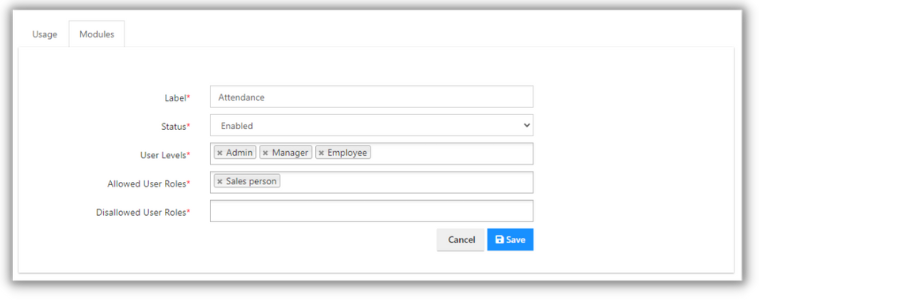 Usage Modules
Label* Attendance
Status* Enabled
User Levels* × Admin × Manager × Employee
Allowed User Roles* × Sales person
Disallowed User Roles*
Cancel Save